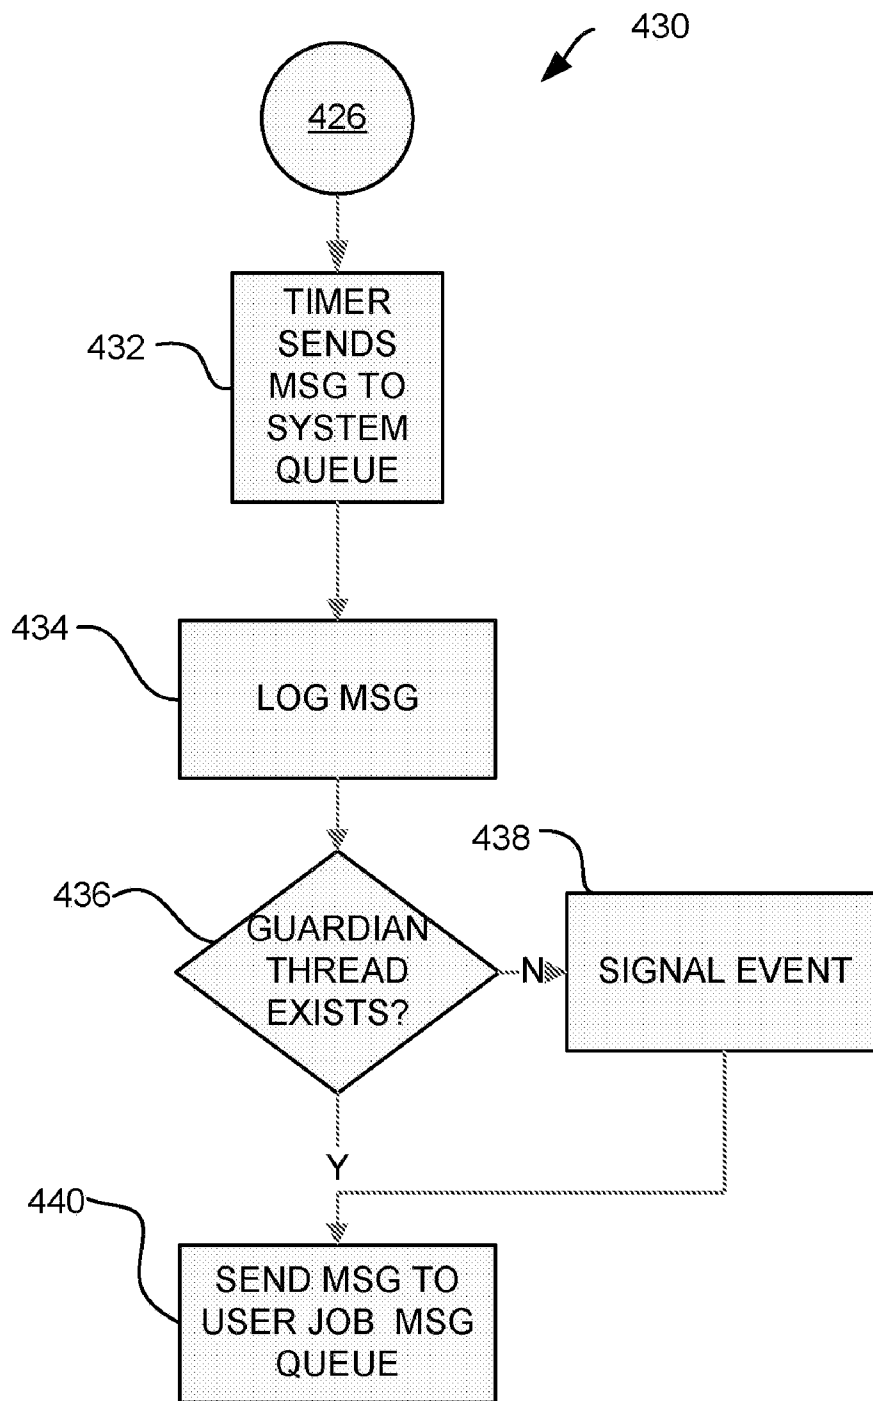 430
426
432
TIMER
SENDS
MSG TO
SYSTEM
QUEUE
434
LOG MSG
436
GUARDIAN
THREAD
EXISTS?
N
438
SIGNAL EVENT
Y
440
SEND MSG TO
USER JOB MSG
QUEUE